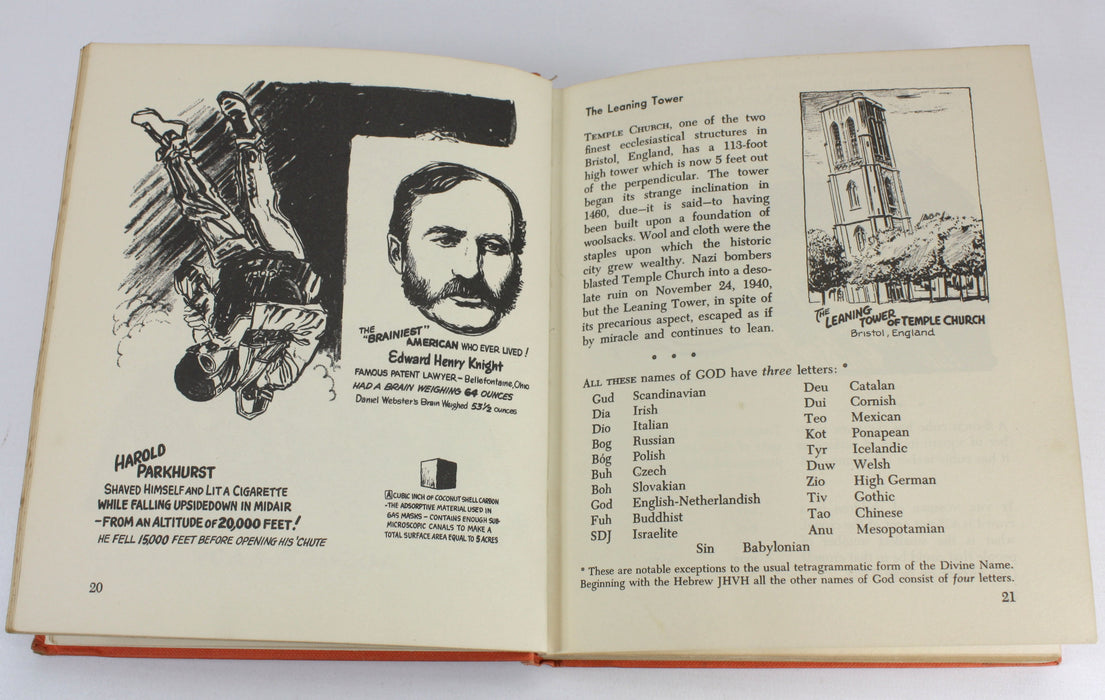 THE
"BRAINIEST"
AMERICAN WHO EVER LIVED!
Edward Henry Knight
FAMOUS PATENT LAWYER – Bellefontaine, Ohio
HAD A BRAIN WEIGHING 64 OUNCES
Daniel Webster's Brain Weighed 53½ OUNCES
HAROLD
PARKHURST
SHAVED HIMSELF AND LIT A CIGARETTE
WHILE FALLING UPSIDEDOWN IN MIDAIR
–FROM AN ALTITUDE OF 20,000 FEET!
HE FELL 15,000 FEET BEFORE OPENING HIS 'CHUTE
A CUBIC INCH OF COCONUT SHELL CARBON
– THE ADSORPTIVE MATERIAL USED IN
GAS MASKS – CONTAINS ENOUGH SUB-
MICROSCOPIC CANALS TO MAKE A
TOTAL SURFACE AREA EQUAL TO 5 ACRES
20
The Leaning Tower
TEMPLE CHURCH, one of the two
finest ecclesiastical structures in
Bristol, England, has a 113-foot
high tower which is now 5 feet out
of the perpendicular. The tower
began its strange inclination in
1460, due—it is said—to having
been built upon a foundation of
woolsacks. Wool and cloth were the
staples upon which the historic
city grew wealthy. Nazi bombers
blasted Temple Church into a deso-
late ruin on November 24, 1940,
but the Leaning Tower, in spite of
its precarious aspect, escaped as if
by miracle and continues to lean.
THE
LEANING
TOWER
OF TEMPLE CHURCH
Bristol, England
* * *
ALL THESE names of GOD have three letters: *
Gud Scandinavian
Dia Irish
Dio Italian
Bog Russian
Bóg Polish
Buh Czech
Boh Slovakian
God English-Netherlandish
Fuh Buddhist
SDJ Israelite
Deu Catalan
Dui Cornish
Teo Mexican
Kot Ponapean
Tyr Icelandic
Duw Welsh
Zio High German
Tiv Gothic
Tao Chinese
Anu Mesopotamian
Sin Babylonian
* These are notable exceptions to the usual tetragrammatic form of the Divine Name.
Beginning with the Hebrew JHVH all the other names of God consist of four letters.
21